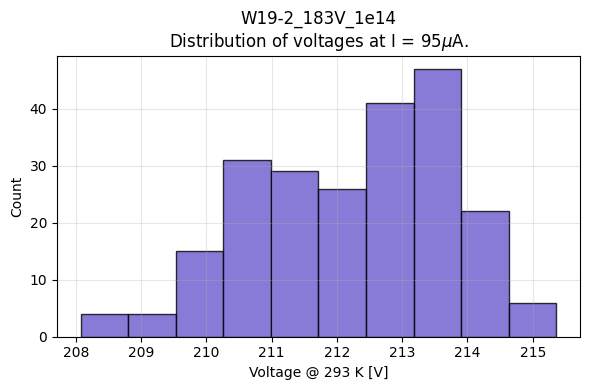 W19-2_183V_1e14
Distribution of voltages at I = 95μA.
40
30
20
10
0
Count
208 209 210 211 212 213 214 215
Voltage @ 293 K [V]